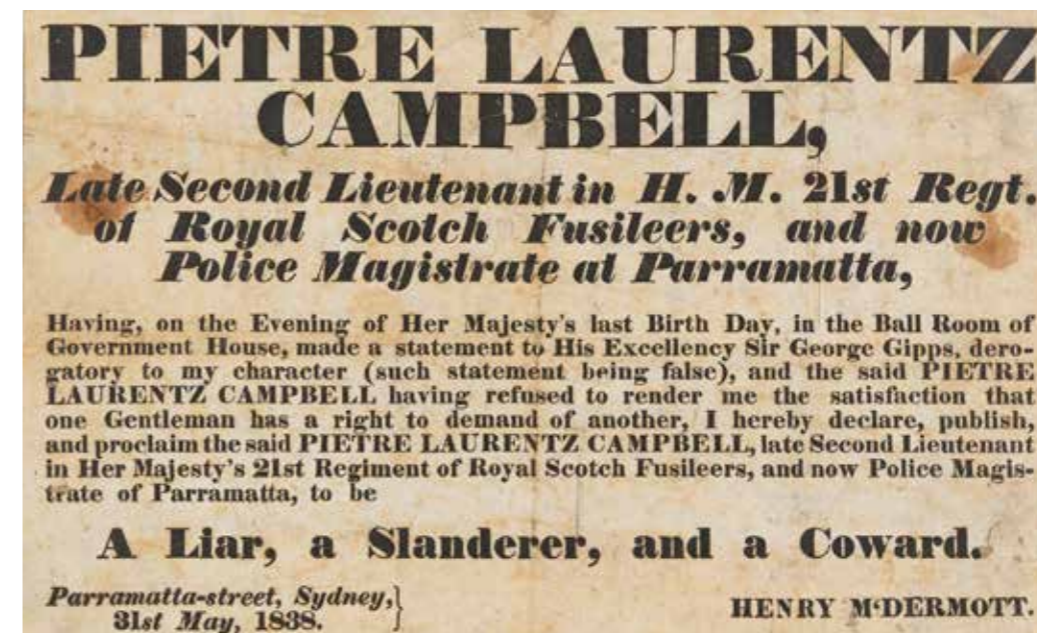 PIETRE LAURENTZ
CAMPBELL,
Late Second Lieutenant in H. M. 21st Regt.
of Royal Scotch Fusileers, and now
Police Magistrate at Parramatta,
Having, on the Evening of Her Majesty's last Birth Day, in the Ball Room of
Government House, made a statement to His Excellency Sir George Gipps, dero-
gatory to my character (such statement being false), and the said PIETRE
LAURENTZ CAMPBELL having refused to render me the satisfaction that
one Gentleman has a right to demand of another, I hereby declare, publish,
and proclaim the said PIETRE LAURENTZ CAMPBELL, late Second Lieutenant
in Her Majesty's 21st Regiment of Royal Scotch Fusileers, and now Police Magis-
trate of Parramatta, to be
A Liar, a Slanderer, and a Coward.
Parramatta-street, Sydney,}
31st May, 1838.
HENRY M‘DERMOTT.